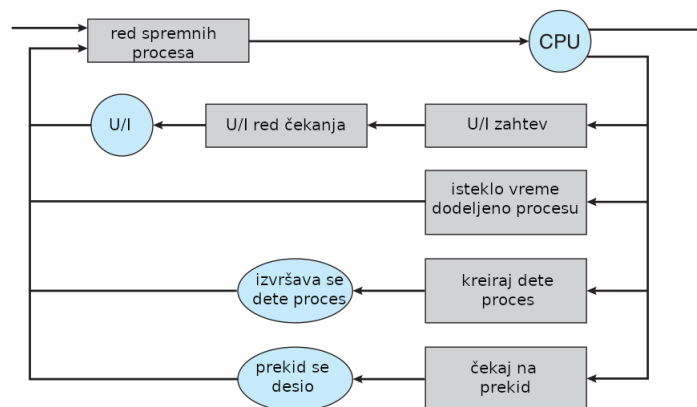 red spremnih
procesa
CPU
U/I
U/I red čekanja
U/I zahtev
isteklo vreme
dodeljeno procesu
izvršava se
dete proces
kreiraj dete
proces
prekid se
desio
čekaj na
prekid